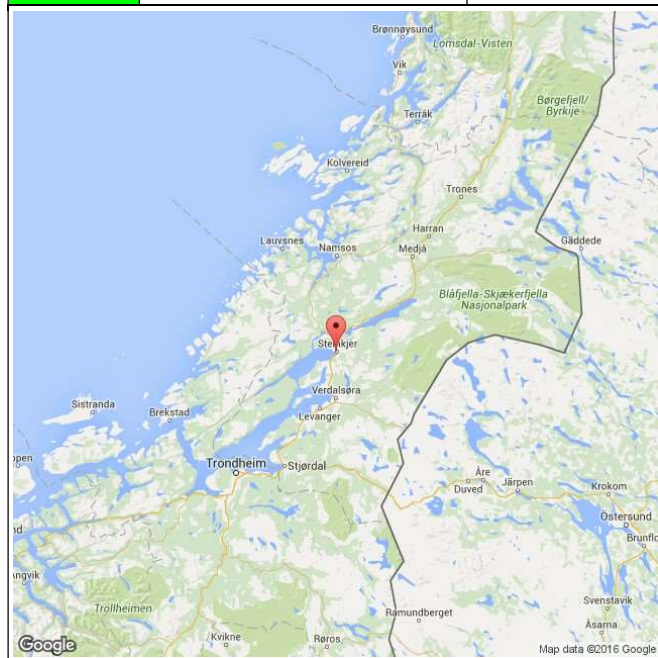 Brønnøysund
Lomsdal-Visten
Vik
Børgefjell/
Byrkije
Terråk
Kolvereid
Trones
Harran
Lauvsnes
Namsos
Medjå
Gäddede
Blåfjella-Skjækerfjella
Nasjonalpark
Steinkjer
Verdalsøra
Sistranda
Levanger
Brekstad
Trondheim
Stjørdal
Åre
Duved
Järpen
Krokom
Östersund
Brunflo
Angvik
Trollheimen
Svenstavik
Ramundberget
Åsarna
Kvikne
Røros
Google
Map data ©2016 Google